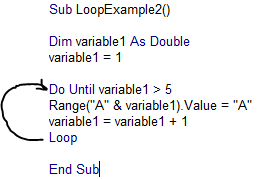 Sub LoopExample2()
Dim variable1 As Double
variable1 = 1
Do Until variable1 > 5
Range("A" & variable1).Value = "A"
variable1 = variable1 + 1
Loop
End Sub